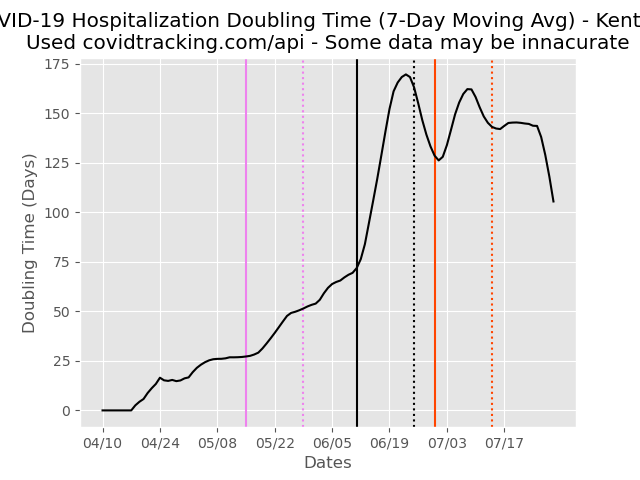 VID-19 Hospitalization Doubling Time (7-Day Moving Avg) - Kent
Used covidtracking.com/api - Some data may be innacurate
175
150
125
100
75
50
25
0
Doubling Time (Days)
04/10 04/24 05/08 05/22 06/05 06/19 07/03 07/17
Dates